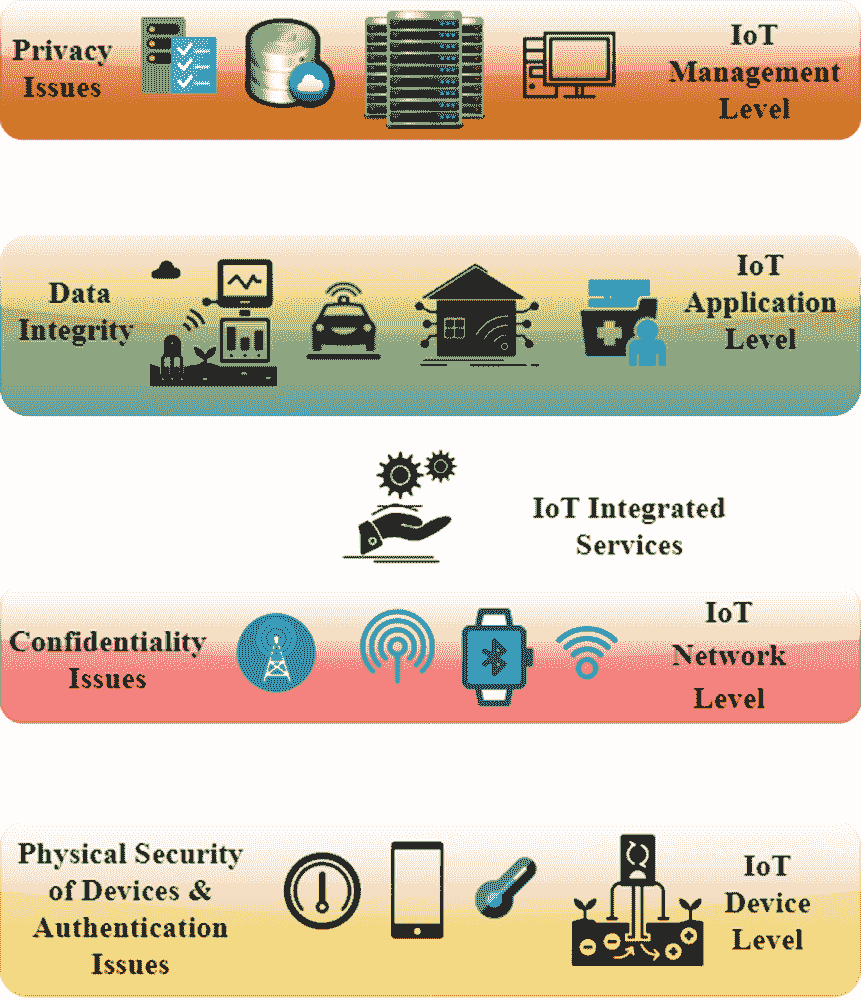 Privacy
Issues
IoT
Management
Level
Data
Integrity
IoT
Application
Level
IoT Integrated
Services
Confidentiality
Issues
IoT
Network
Level
Physical Security
of Devices &
Authentication
Issues
IoT
Device
Level